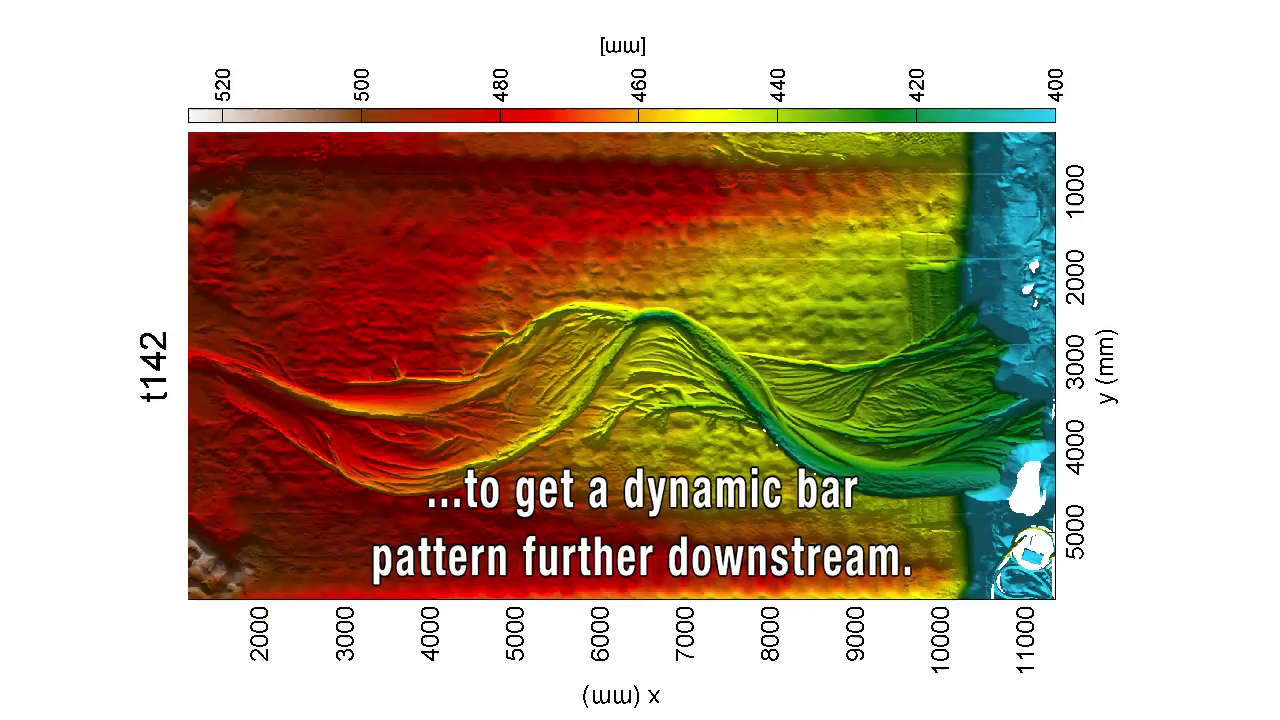 [mm]
520 500 480 460 440 420 400
t142
1000
2000
3000
4000
5000
y (mm)
...to get a dynamic bar
pattern further downstream.
2000 3000 4000 5000 6000 7000 8000 9000 10000 11000
x (mm)